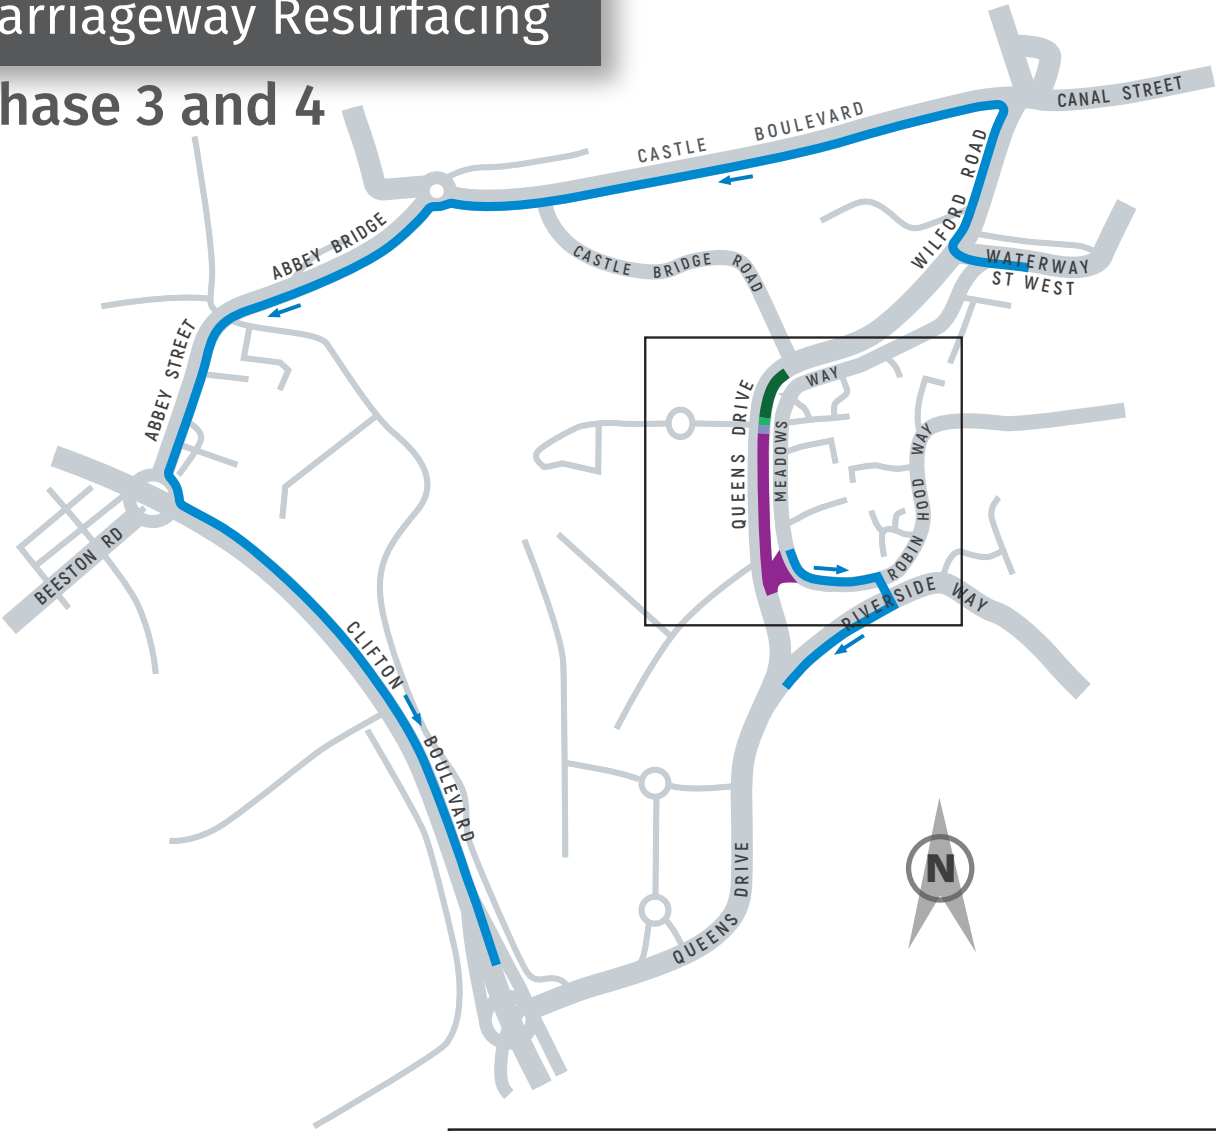 arriageway Resurfacing
hase 3 and 4
CANAL STREET
CASTLE BOULEVARD
WILFORD ROAD
ABBEY BRIDGE
CASTLE BRIDGE ROAD
WATERWAY
ST WEST
ABBEY STREET
QUEENS DRIVE
MEADOWS WAY
ROBIN HOOD WAY
BEESTON RD
RIVERSIDE WAY
CLIFTON BOULEVARD
QUEENS DRIVE
N